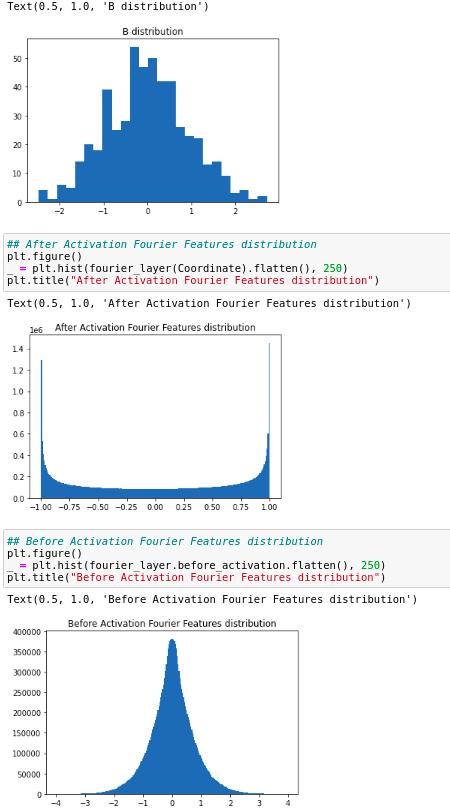 Text(0.5, 1.0, 'B distribution')
B distribution
50
40
30
20
10
0
−2 −1 0 1 2
## After Activation Fourier Features distribution
plt.figure()
_ = plt.hist(fourier_layer(Coordinate).flatten(), 250)
plt.title("After Activation Fourier Features distribution")
Text(0.5, 1.0, 'After Activation Fourier Features distribution')
1e6 After Activation Fourier Features distribution
1.4
1.2
1.0
0.8
0.6
0.4
0.2
0.0
−1.00 −0.75 −0.50 −0.25 0.00 0.25 0.50 0.75 1.00
## Before Activation Fourier Features distribution
plt.figure()
_ = plt.hist(fourier_layer.before_activation.flatten(), 250)
plt.title("Before Activation Fourier Features distribution")
Text(0.5, 1.0, 'Before Activation Fourier Features distribution')
Before Activation Fourier Features distribution
400000
350000
300000
250000
200000
150000
100000
50000
0
−4 −3 −2 −1 0 1 2 3 4